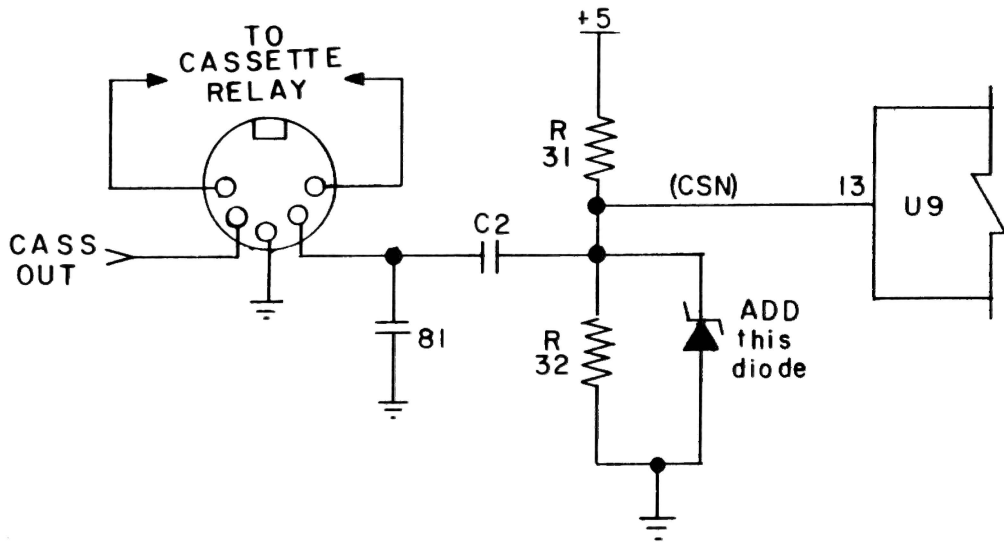 TO
CASSETTE
RELAY
+5
R
31
(CSN)
13
U9
CASS
OUT
C2
81
R
32
ADD
this
diode